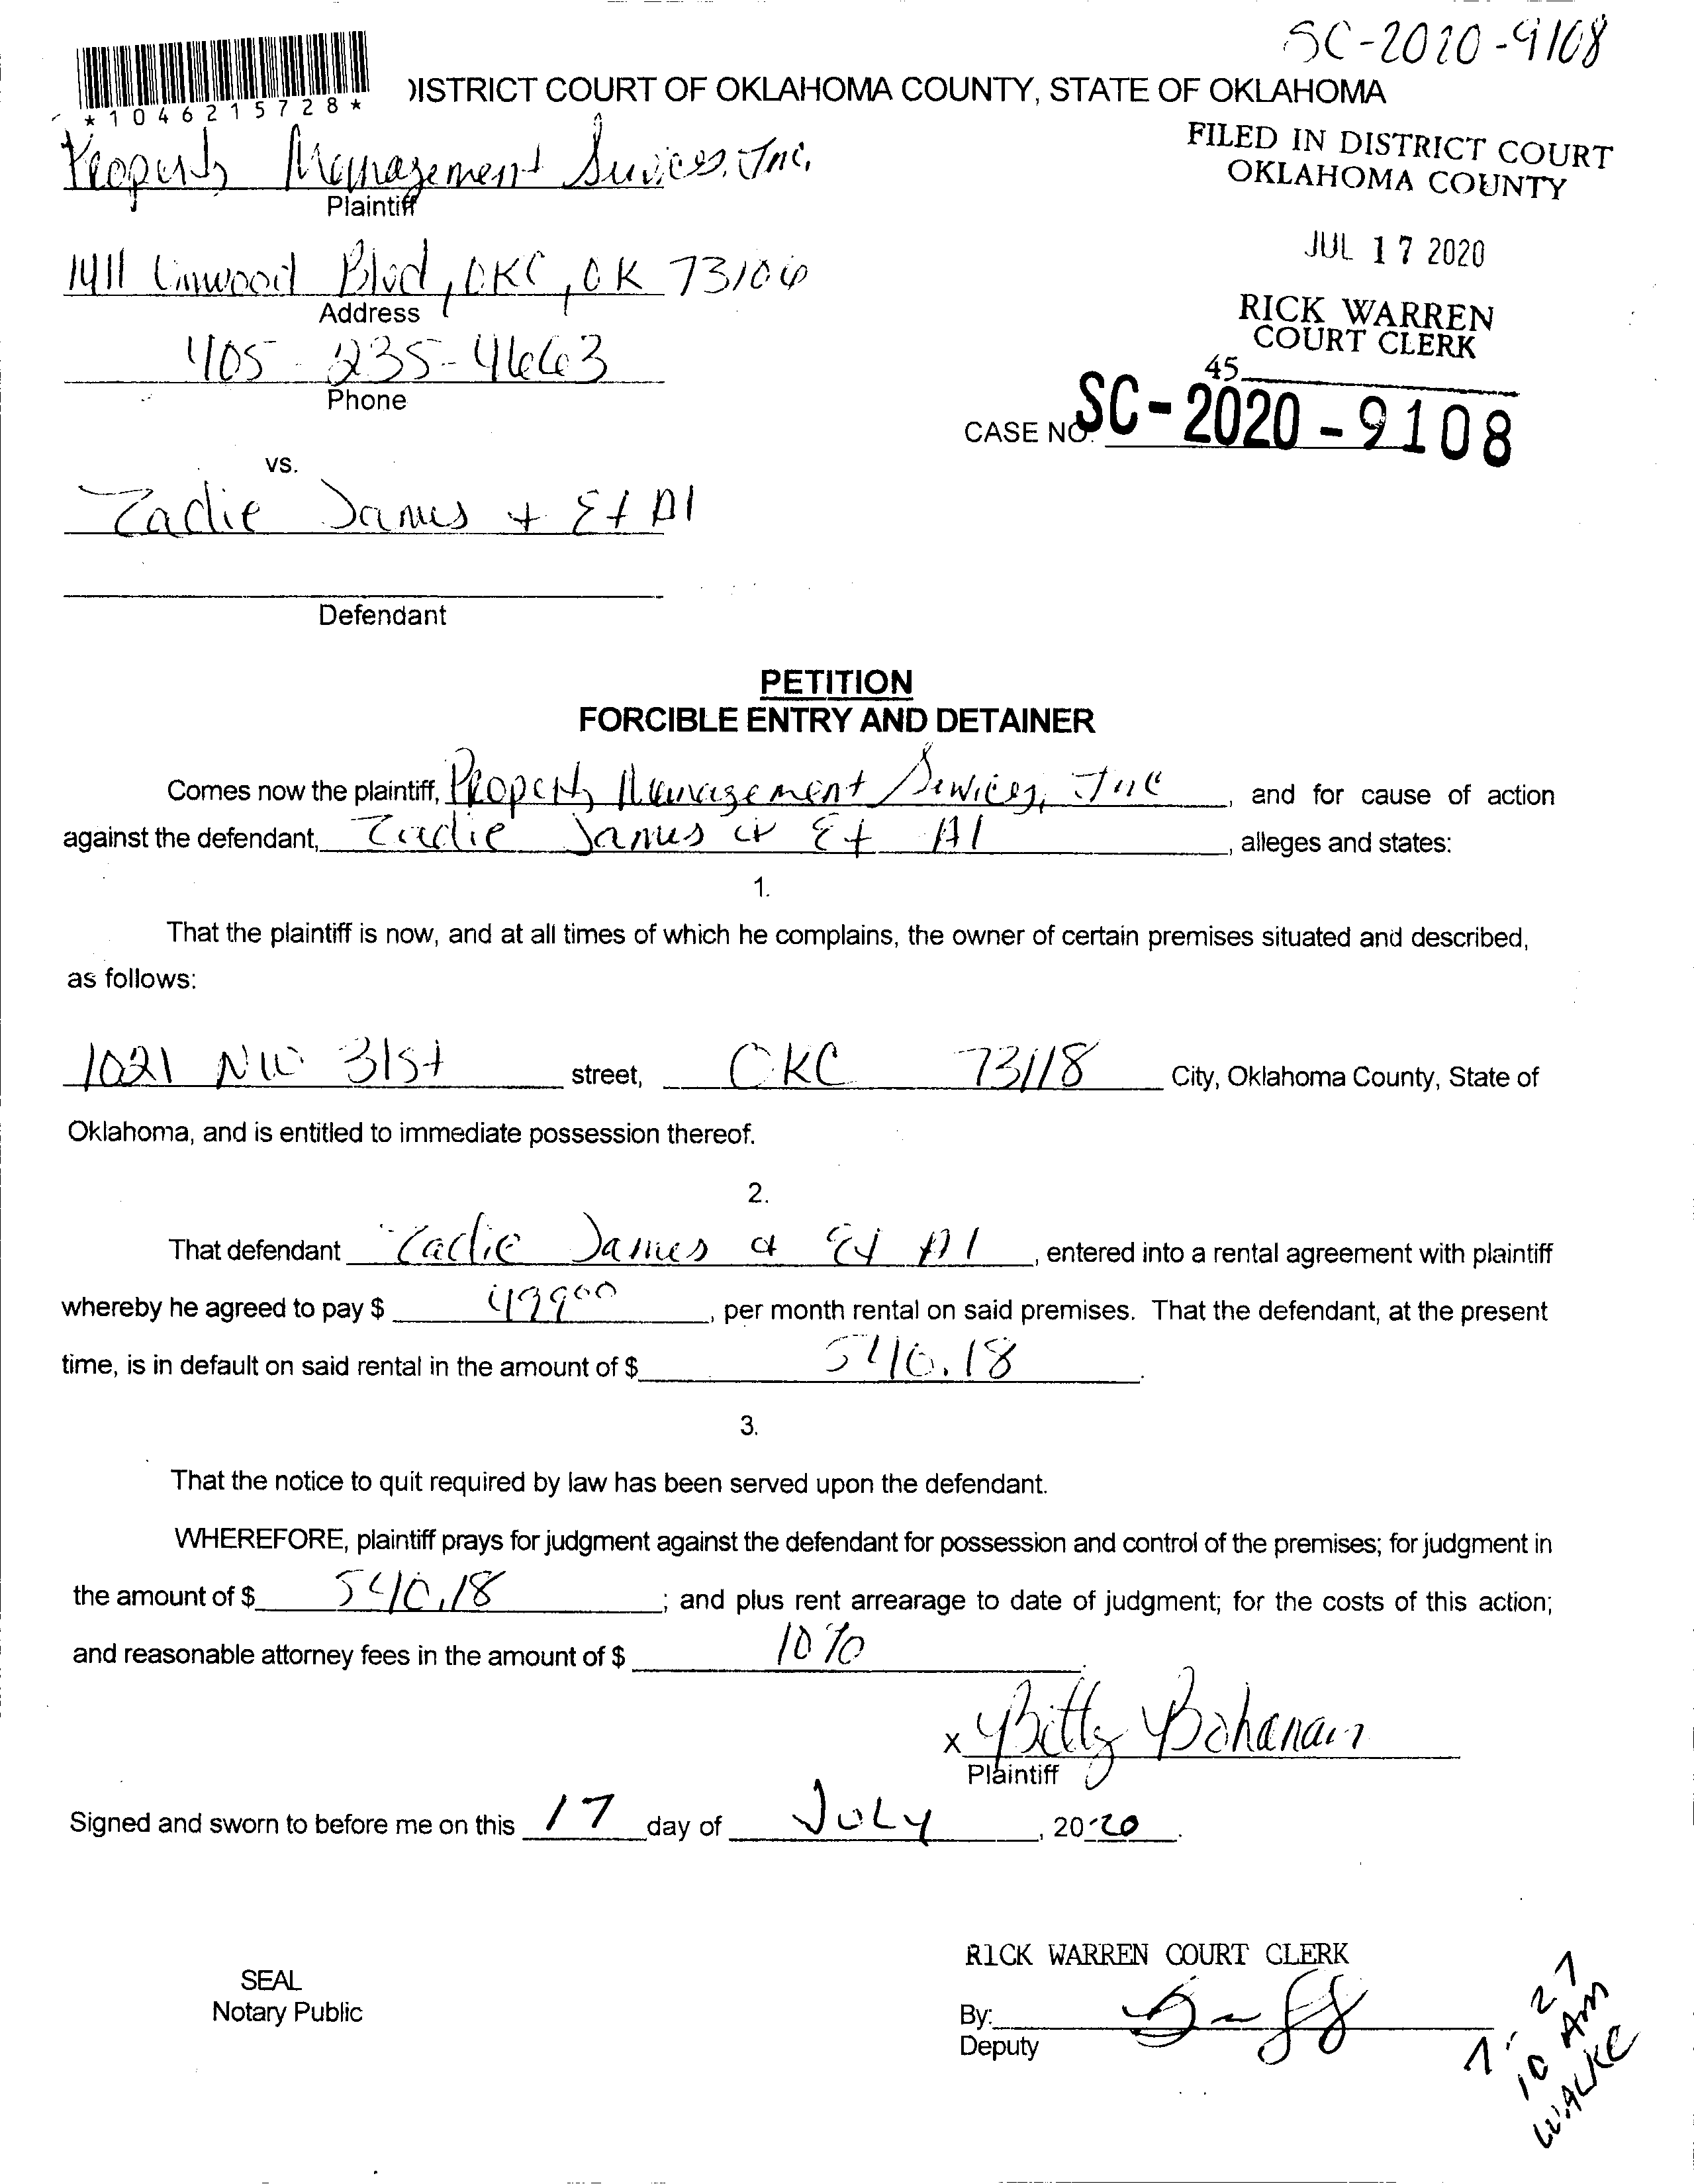 SC-2020-9108
*1046215728*
DISTRICT COURT OF OKLAHOMA COUNTY, STATE OF OKLAHOMA
Property Management Services, Inc.
Plaintiff
FILED IN DISTRICT COURT
OKLAHOMA COUNTY
1411 Linwood Blvd, OKC, OK 73106
Address
JUL 17 2020
405-235-4663
Phone
RICK WARREN
COURT CLERK
45
CASE NO. SC-2020-9108
vs.
Zadie James + Et Al
Defendant
PETITION
FORCIBLE ENTRY AND DETAINER
Comes now the plaintiff, Property Management Services, Inc, and for cause of action
against the defendant, Zadie James & Et Al, alleges and states:
1.
That the plaintiff is now, and at all times of which he complains, the owner of certain premises situated and described,
as follows:
1021 NW 31st street, OKC 73118 City, Oklahoma County, State of
Oklahoma, and is entitled to immediate possession thereof.
2.
That defendant Zadie James & Et Al, entered into a rental agreement with plaintiff
whereby he agreed to pay $ 499 00, per month rental on said premises. That the defendant, at the present
time, is in default on said rental in the amount of $ 540.18.
3.
That the notice to quit required by law has been served upon the defendant.
WHEREFORE, plaintiff prays for judgment against the defendant for possession and control of the premises; for judgment in
the amount of $ 540.18; and plus rent arrearage to date of judgment; for the costs of this action;
and reasonable attorney fees in the amount of $ 10%.
x Bitty Bohanan
Plaintiff
Signed and sworn to before me on this 17 day of JULY, 2020.
RICK WARREN COURT CLERK
SEAL
Notary Public
By:
Deputy
7-27
10 AM
WALKE